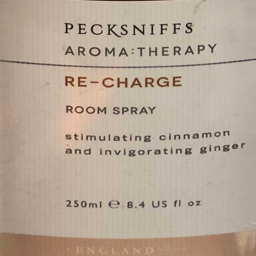 PECKSNIFFS
AROMA:THERAPY
RE-CHARGE
ROOM SPRAY
stimulating cinnamon
and invigorating ginger
250ml ℮ 8.4 US fl oz
ENGLAND